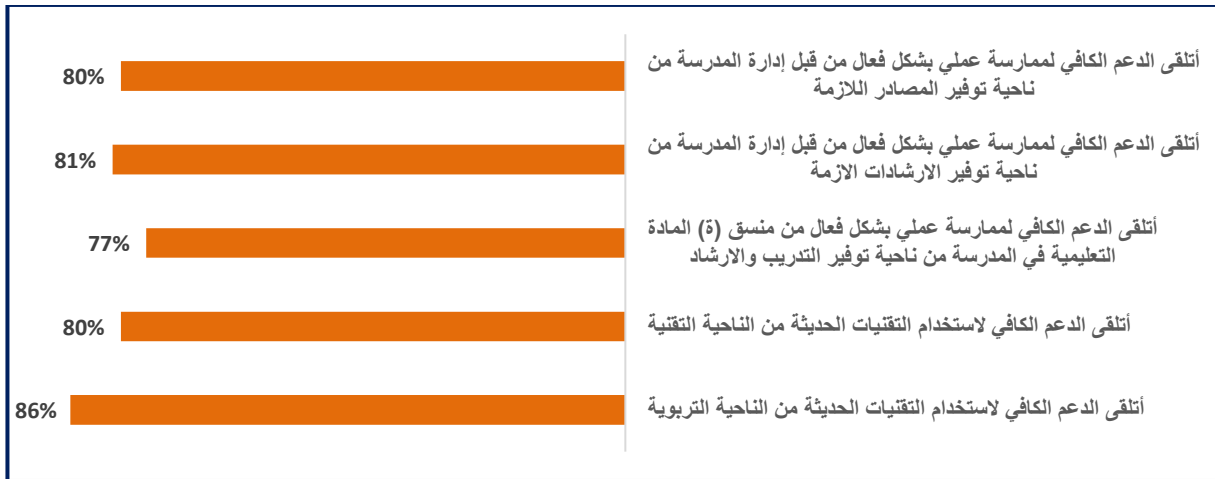 أتلقى الدعم الكافي لممارسة عملي بشكل فعال من قبل إدارة المدرسة من
ناحية توفير المصادر اللازمة
80%
أتلقى الدعم الكافي لممارسة عملي بشكل فعال من قبل إدارة المدرسة من
ناحية توفير الارشادات الازمة
81%
أتلقى الدعم الكافي لممارسة عملي بشكل فعال من منسق (ة) المادة
التعليمية في المدرسة من ناحية توفير التدريب والارشاد
77%
أتلقى الدعم الكافي لاستخدام التقنيات الحديثة من الناحية التقنية
80%
أتلقى الدعم الكافي لاستخدام التقنيات الحديثة من الناحية التربوية
86%